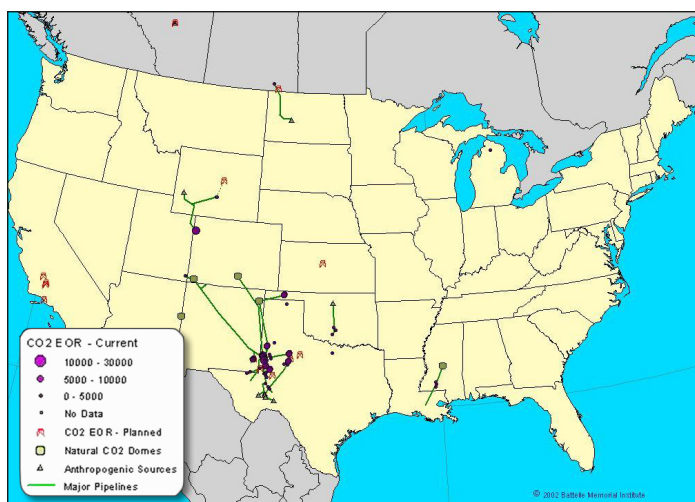 CO2 EOR - Current
10000 - 30000
5000 - 10000
0 - 5000
No Data
CO2 EOR - Planned
Natural CO2 Domes
Anthropogenic Sources
Major Pipelines
© 2002 Battelle Memorial Institute